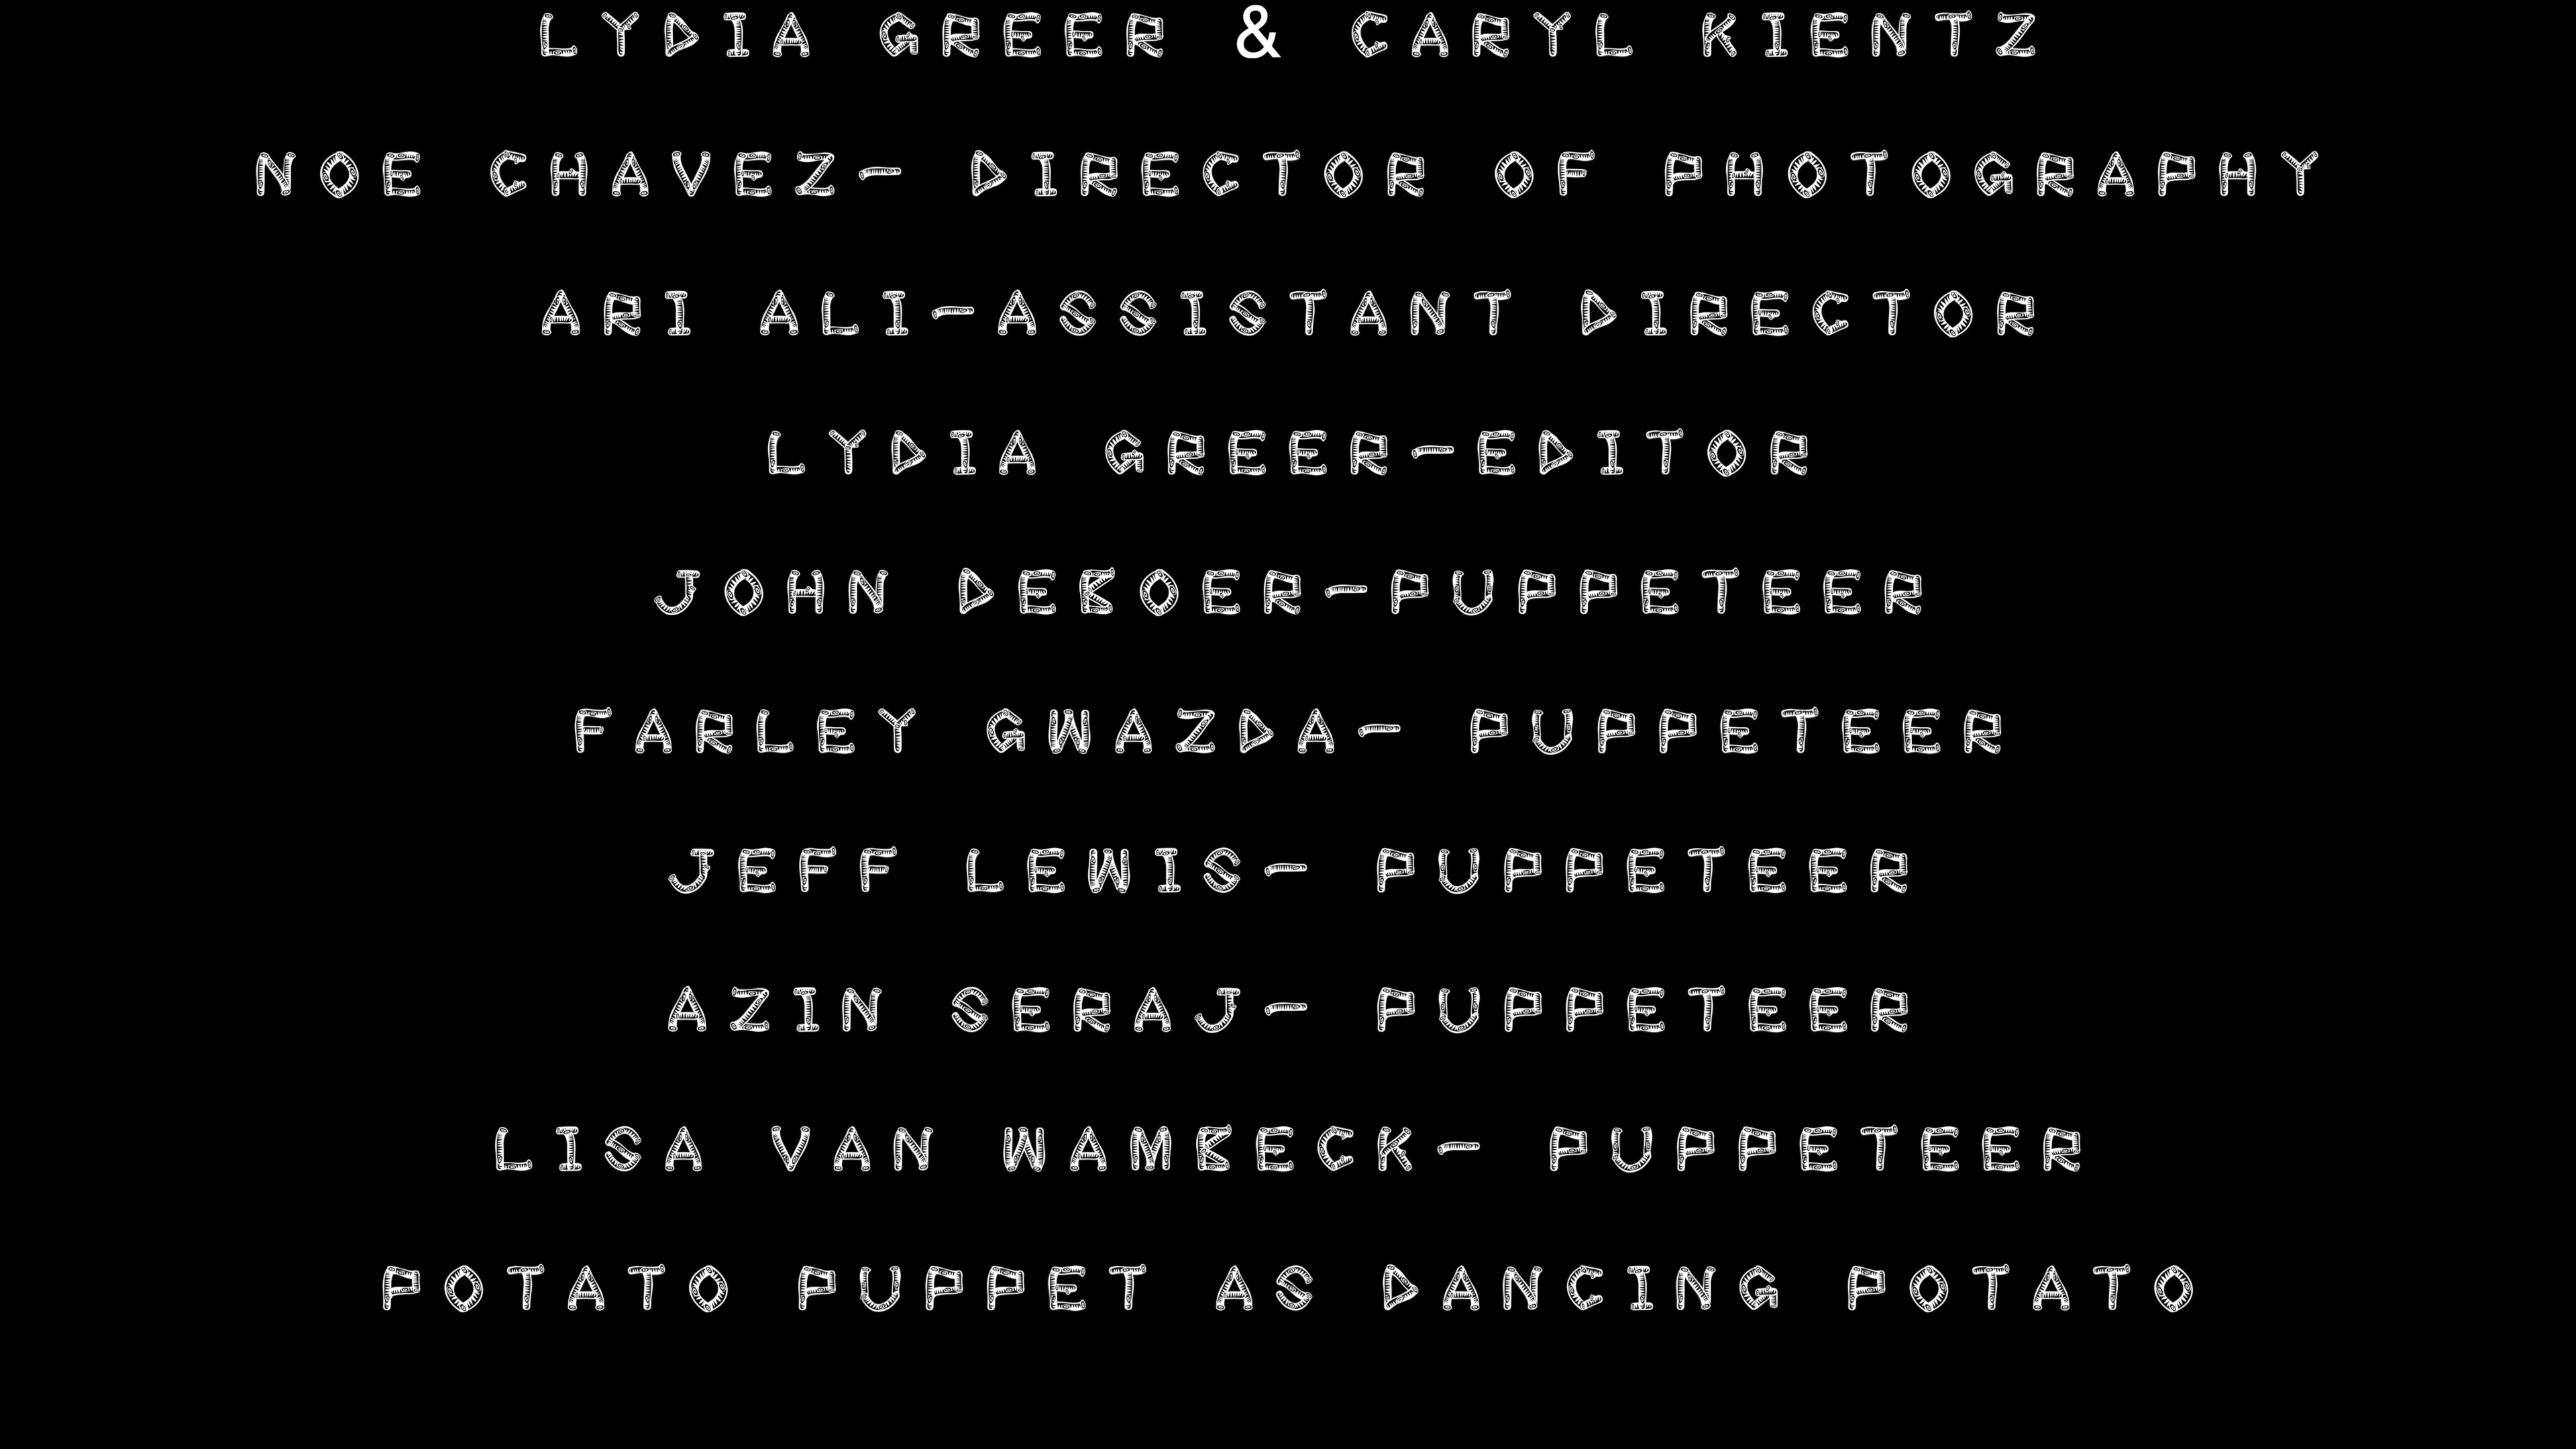 LYDIA GREER & CARYL KIENTZ
NOE CHAVEZ- DIRECTOR OF PHOTOGRAPHY
ARI ALI-ASSISTANT DIRECTOR
LYDIA GREER-EDITOR
JOHN DEBOER-PUPPETEER
FARLEY GWAZDA- PUPPETEER
JEFF LEWIS- PUPPETEER
AZIN SERAJ- PUPPETEER
LISA VAN WAMBECK- PUPPETEER
POTATO PUPPET AS DANCING POTATO